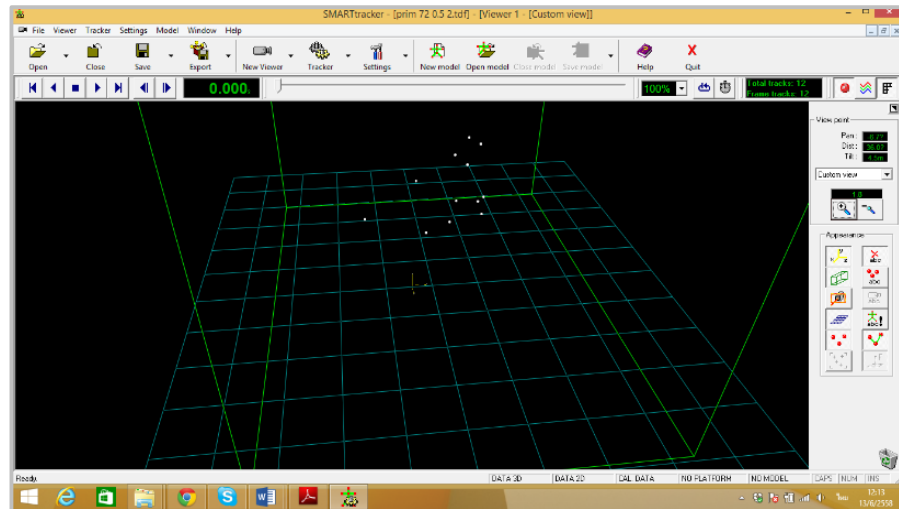 SMARTtracker - [prim 72 0.5 2.tdf] - [Viewer 1 - [Custom view]]
File Viewer Tracker Settings Model Window Help
Open Close Save Export New Viewer Tracker Settings New model Open model Close model Save model Help Quit
0.000 100% Total tracks: 12
Frame tracks: 12
View point
Pan:
Dist:
Tilt:
Custom view
Appearance
abc
abc
abc!
Ready. DATA 3D DATA 2D CAL. DATA NO PLATFORM NO MODEL CAPS NUM INS
12:13
13/6/2558